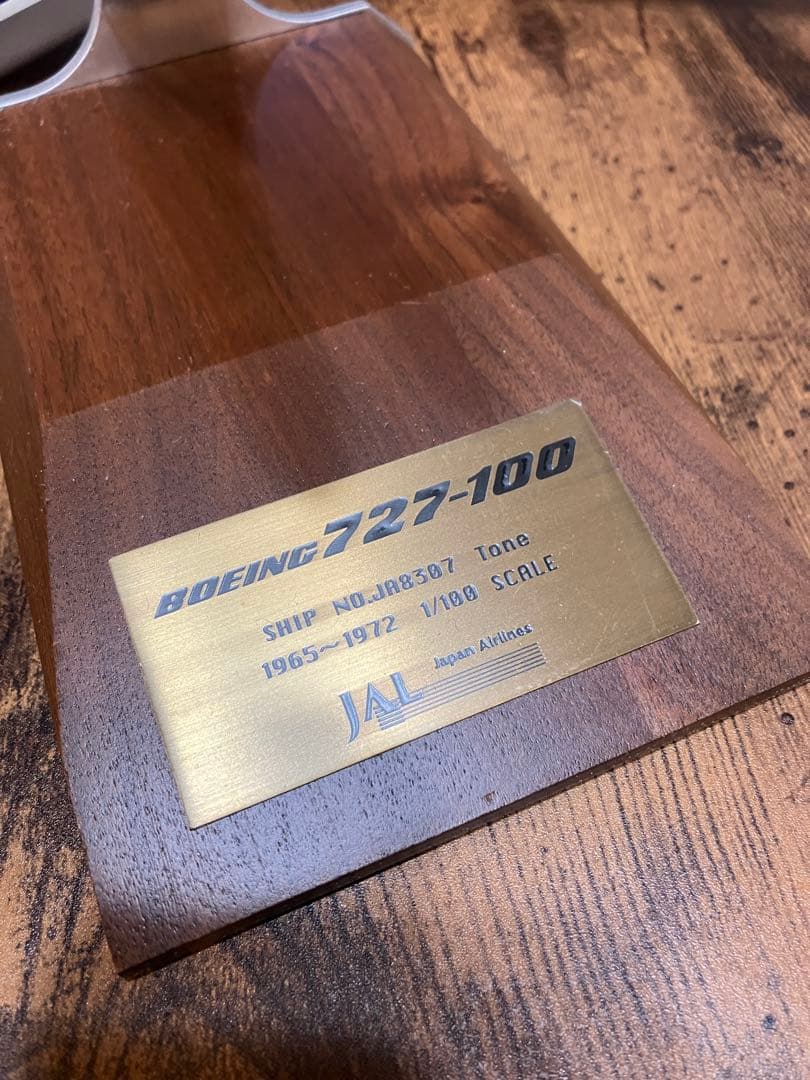 BOEING 727-100
SHIP NO.JA8307 Tone
1965~1972 1/100 SCALE
JAL Japan Airlines